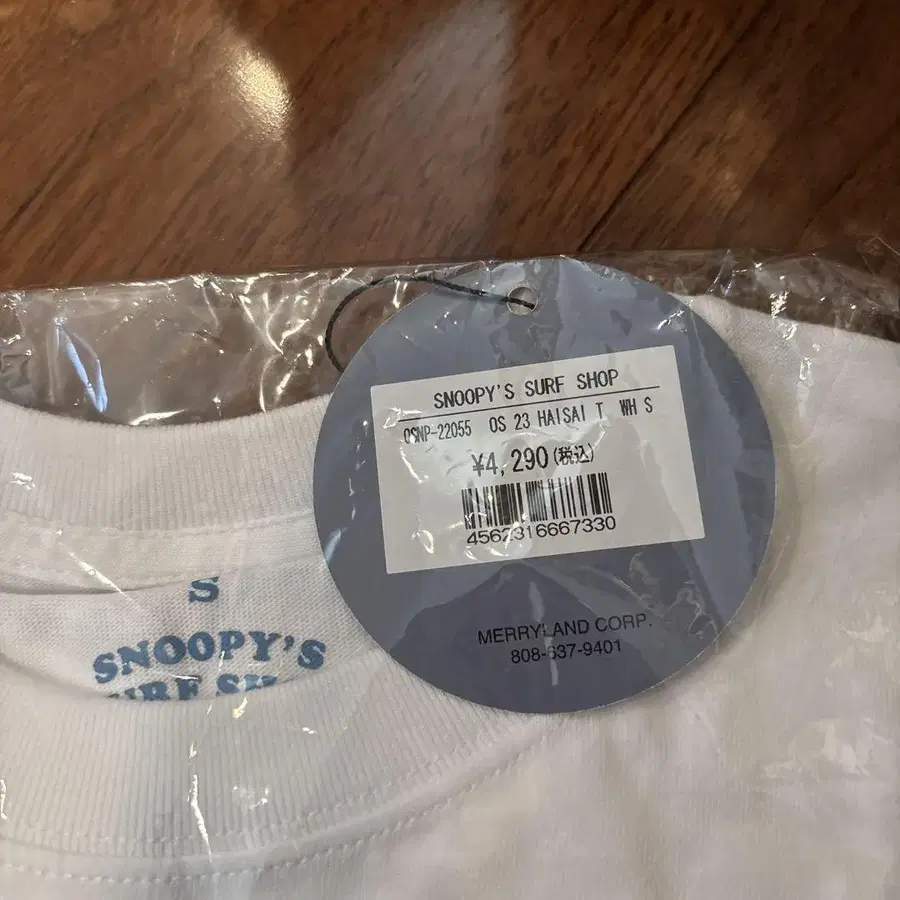 SNOOPY'S SURF SHOP
OSNP-22055 OS 23 HAISAI T WH S
¥4,290(税込)
4562316667330
MERRYLAND CORP.
808-637-9401
S
SNOOPY'S
SURF